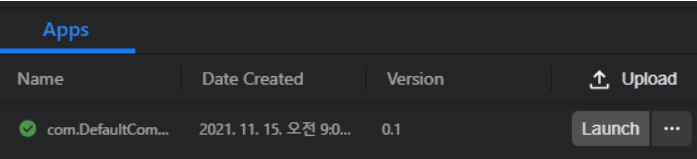 Apps
Name Date Created Version Upload
com.DefaultCom... 2021. 11. 15. 오전 9:0... 0.1 Launch ...